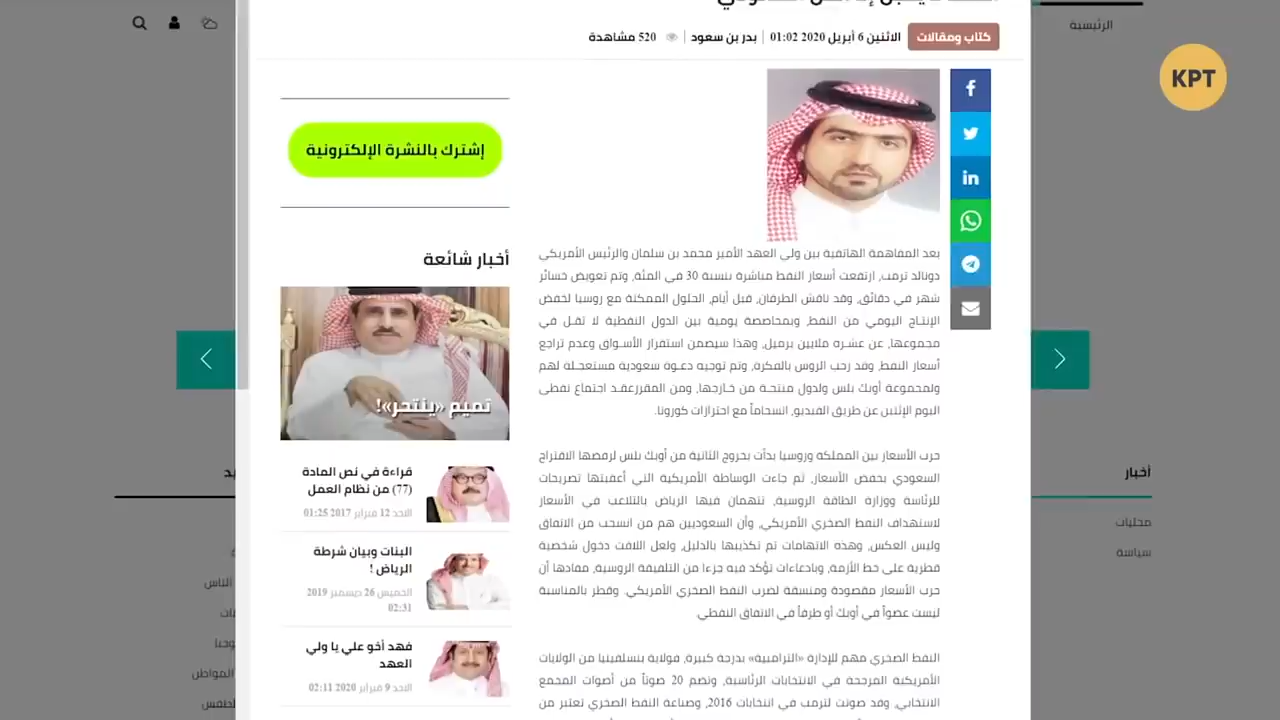 الرئيسية
KPT
كتاب ومقالات
الاثنين 6 أبريل 2020 01:02 | بدر بن سعود | 520 مشاهدة
بعد المفاهمة الهاتفية بين ولي العهد الأمير محمد بن سلمان والرئيس الأمريكي
دونالد ترمب، ارتفعت أسعار النفط مباشرة بنسبة 30 في المئة، وتم تعويض خسائر
شهر في دقائق، وقد ناقش الطرفان، قبل أيام، الحلول الممكنة مع روسيا لخفض
الإنتاج اليومي من النفط، وبمحاصصة يومية بين الدول النفطية لا تقل في
مجموعها، عن عشره ملايين برميل، وهذا سيضمن استقرار الأسواق وعدم تراجع
أسعار النفط، وقد رحب الروس بالفكرة، وتم توجيه دعوة سعودية مستعجلة لهم
ولمجموعة أوبك بلس ولدول منتجة من خارجها، ومن المقررعقد اجتماع نفطي
اليوم الإثنين عن طريق الفيديو، انسجاماً مع احترازات كورونا.
حرب الأسعار بين المملكة وروسيا بدأت بخروج الثانية من أوبك بلس لرفضها الاقتراح
السعودي بخفض الأسعار، ثم جاءت الوساطة الأمريكية التي أعقبتها تصريحات
للرئاسة ووزارة الطاقة الروسية، تتهمان فيها الرياض بالتلاعب في الأسعار
لاستهداف النفط الصخري الأمريكي، وأن السعوديين هم من انسحب من الاتفاق
وليس العكس، وهذه الاتهامات تم تكذيبها بالدليل، ولعل اللافت دخول شخصية
قطرية على خط الأزمة، وبادعاءات تؤكد فيه جزءا من التلفيقة الروسية، مفادها أن
حرب الأسعار مقصودة ومنسقة لضرب النفط الصخري الأمريكي. وقطر بالمناسبة
ليست عضواً في أوبك أو طرفاً في الاتفاق النفطي.
النفط الصخري مهم للإدارة «الترامبية» بدرجة كبيرة، فولاية بنسلفينيا من الولايات
الأمريكية المرجحة في الانتخابات الرئاسية، وتضم 20 صوتاً من أصوات المجمع
الانتخابي، وقد صوتت لترمب في انتخابات 2016، وصناعة النفط الصخري تعتبر من
إشترك بالنشرة الإلكترونية
أخبار شائعة
تميم «ينتحر»!
قراءة في نص المادة
(77) من نظام العمل
الاحد 12 فبراير 2017 01:25
البنات وبيان شرطة
الرياض !
الخميس 26 ديسمبر 2019
02:31
فهد أخو علي يا ولي
العهد
الاحد 9 فبراير 2020 02:11
أخبار
محليات
سياسة
الناس
المواطن